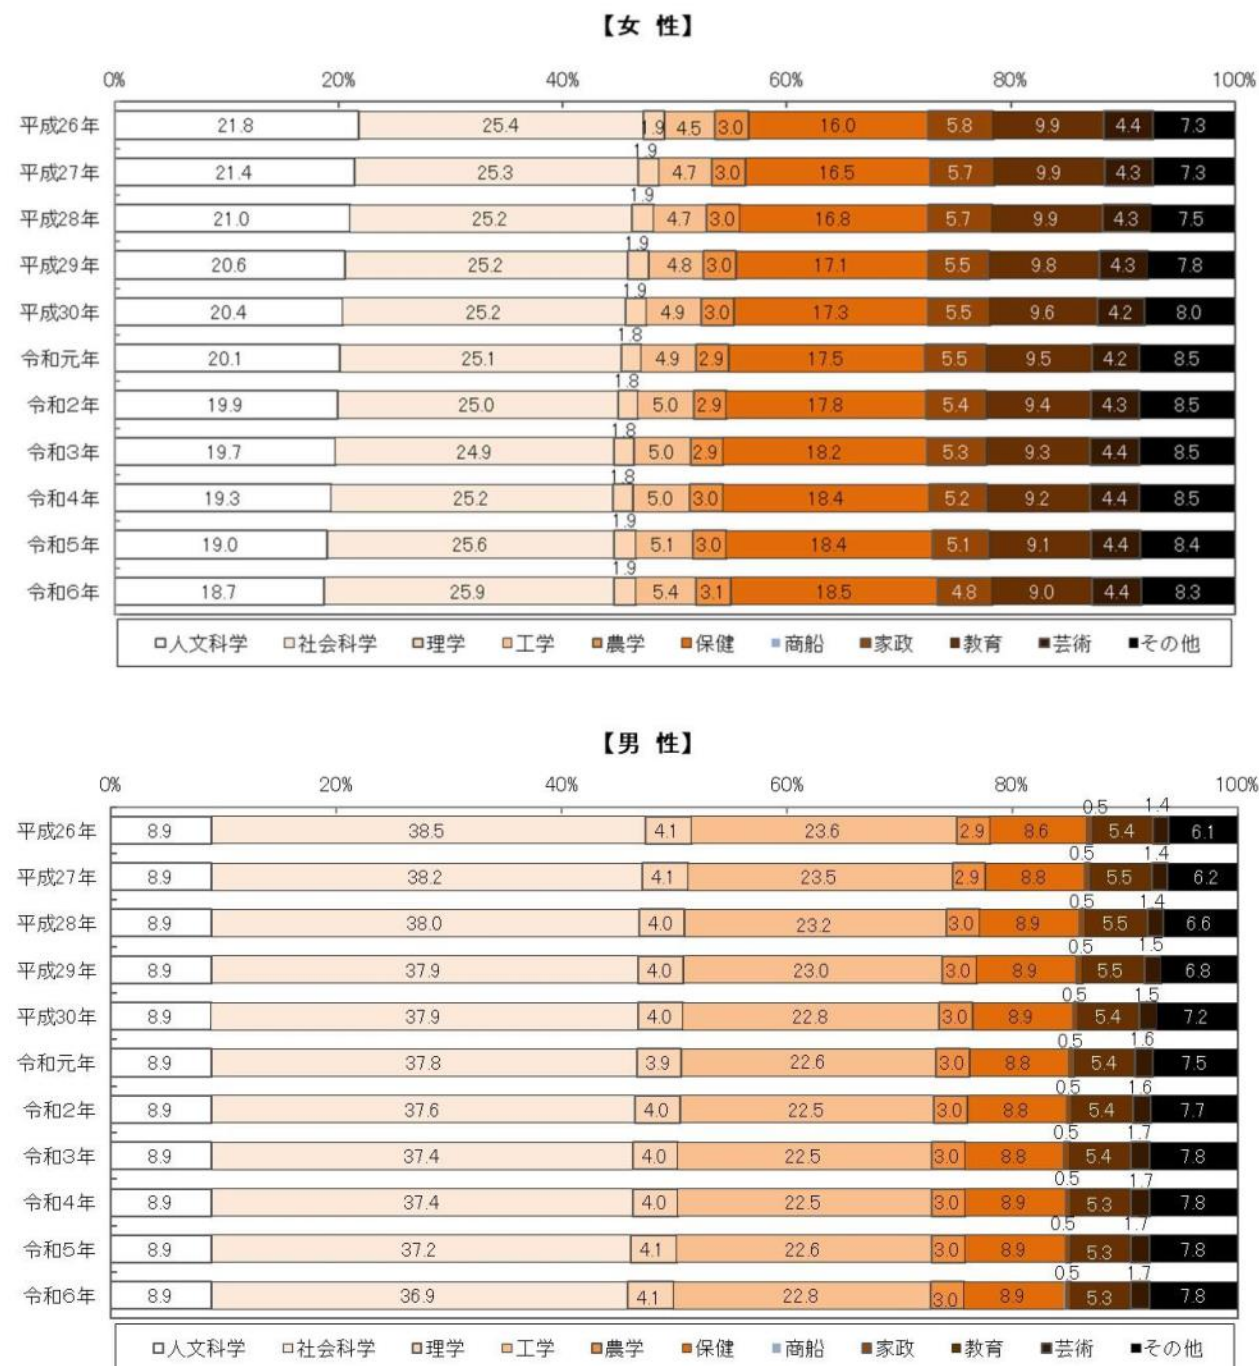 【女 性】
0% 20% 40% 60% 80% 100%
平成26年 21.8 25.4 1.9 4.5 3.0 16.0 5.8 9.9 4.4 7.3
1.9
平成27年 21.4 25.3 4.7 3.0 16.5 5.7 9.9 4.3 7.3
1.9
平成28年 21.0 25.2 4.7 3.0 16.8 5.7 9.9 4.3 7.5
1.9
平成29年 20.6 25.2 4.8 3.0 17.1 5.5 9.8 4.3 7.8
1.9
平成30年 20.4 25.2 4.9 3.0 17.3 5.5 9.6 4.2 8.0
1.8
令和元年 20.1 25.1 4.9 2.9 17.5 5.5 9.5 4.2 8.5
1.8
令和2年 19.9 25.0 5.0 2.9 17.8 5.4 9.4 4.3 8.5
1.8
令和3年 19.7 24.9 5.0 2.9 18.2 5.3 9.3 4.4 8.5
1.8
令和4年 19.3 25.2 5.0 3.0 18.4 5.2 9.2 4.4 8.5
1.9
令和5年 19.0 25.6 5.1 3.0 18.4 5.1 9.1 4.4 8.4
1.9
令和6年 18.7 25.9 5.4 3.1 18.5 4.8 9.0 4.4 8.3
人文科学 社会科学 理学 工学 農学 保健 商船 家政 教育 芸術 その他
【男 性】
0% 20% 40% 60% 80% 100%
0.5 1.4
平成26年 8.9 38.5 4.1 23.6 2.9 8.6 5.4 6.1
0.5 1.4
平成27年 8.9 38.2 4.1 23.5 2.9 8.8 5.5 6.2
0.5 1.4
平成28年 8.9 38.0 4.0 23.2 3.0 8.9 5.5 6.6
0.5 1.5
平成29年 8.9 37.9 4.0 23.0 3.0 8.9 5.5 6.8
0.5 1.5
平成30年 8.9 37.9 4.0 22.8 3.0 8.9 5.4 7.2
0.5 1.6
令和元年 8.9 37.8 3.9 22.6 3.0 8.8 5.4 7.5
0.5 1.6
令和2年 8.9 37.6 4.0 22.5 3.0 8.8 5.4 7.7
0.5 1.7
令和3年 8.9 37.4 4.0 22.5 3.0 8.8 5.4 7.8
0.5 1.7
令和4年 8.9 37.4 4.0 22.5 3.0 8.9 5.3 7.8
0.5 1.7
令和5年 8.9 37.2 4.1 22.6 3.0 8.9 5.3 7.8
0.5 1.7
令和6年 8.9 36.9 4.1 22.8 3.0 8.9 5.3 7.8
人文科学 社会科学 理学 工学 農学 保健 商船 家政 教育 芸術 その他